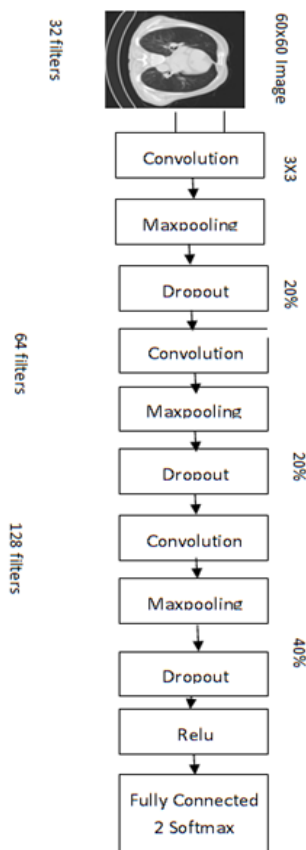 60x60 Image
32 filters
3X3
Convolution
Maxpooling
20%
Dropout
64 filters
Convolution
Maxpooling
20%
Dropout
128 filters
Convolution
Maxpooling
40%
Dropout
Relu
Fully Connected
2 Softmax